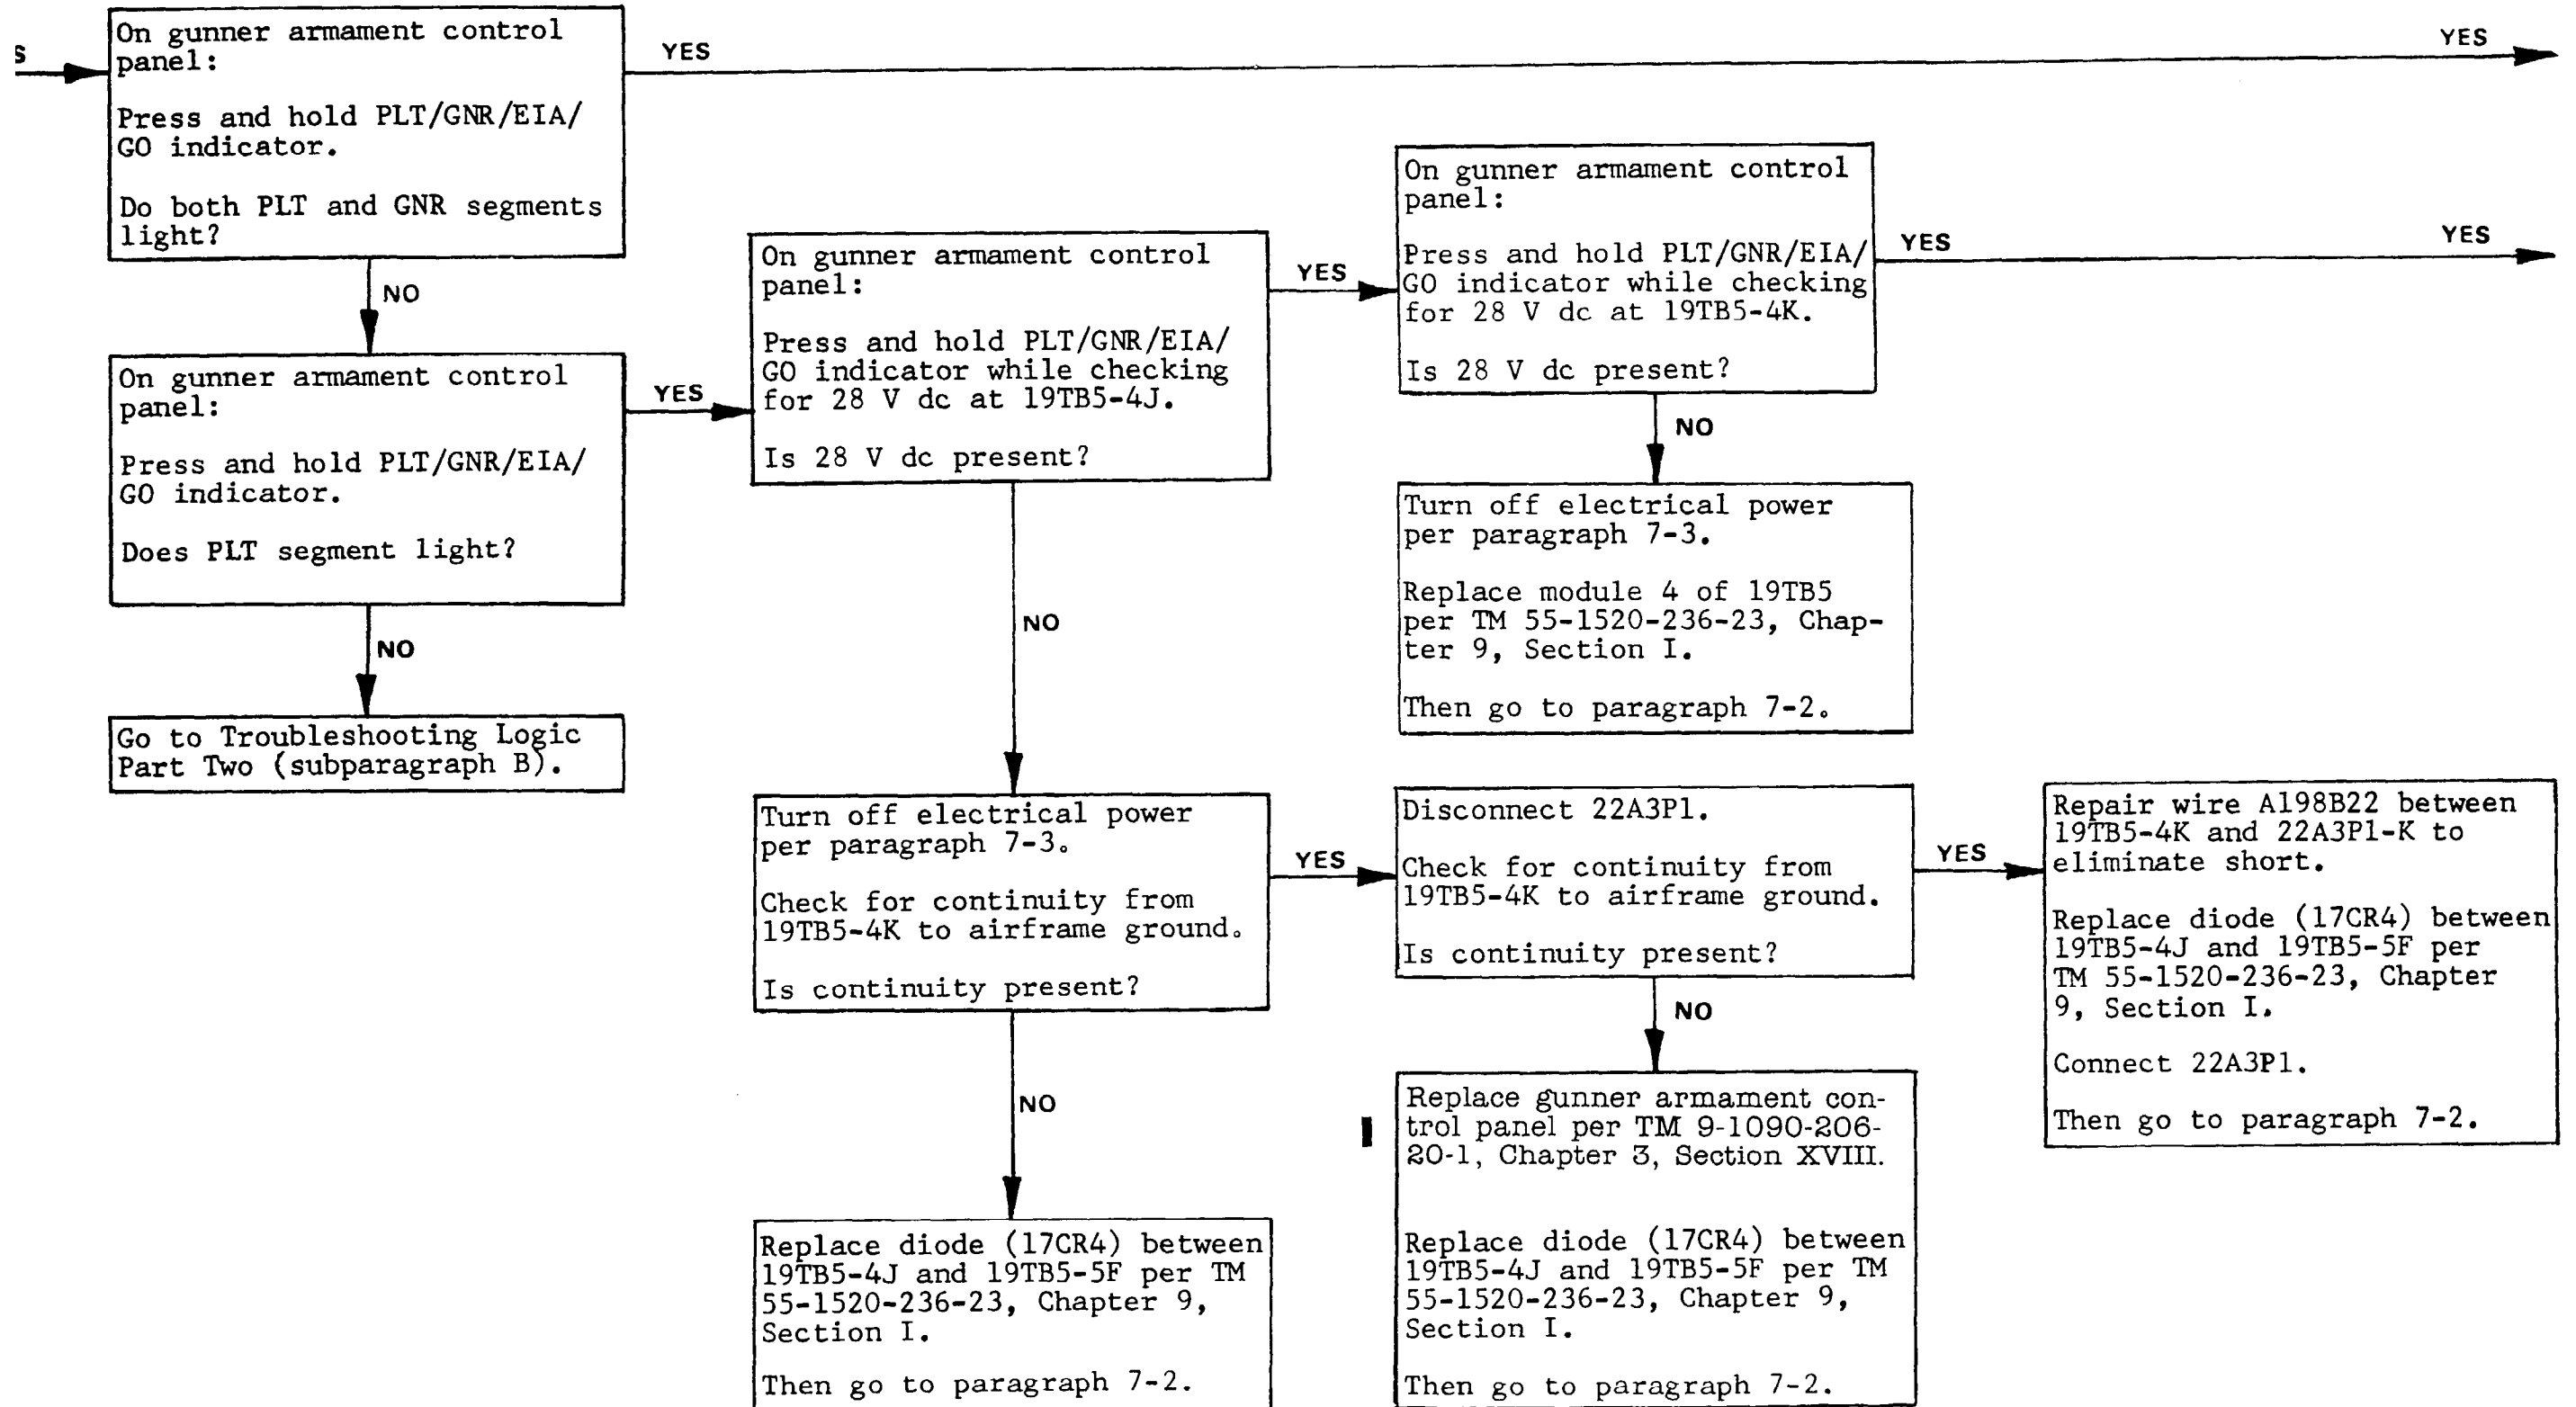 S
On gunner armament control
panel:
Press and hold PLT/GNR/EIA/
GO indicator.
Do both PLT and GNR segments
light?
YES
YES
NO
On gunner armament control
panel:
Press and hold PLT/GNR/EIA/
GO indicator.
Does PLT segment light?
YES
NO
Go to Troubleshooting Logic
Part Two (subparagraph B).
On gunner armament control
panel:
Press and hold PLT/GNR/EIA/
GO indicator while checking
for 28 V dc at 19TB5-4J.
Is 28 V dc present?
YES
NO
On gunner armament control
panel:
Press and hold PLT/GNR/EIA/
GO indicator while checking
for 28 V dc at 19TB5-4K.
Is 28 V dc present?
YES
YES
NO
Turn off electrical power
per paragraph 7-3.
Replace module 4 of 19TB5
per TM 55-1520-236-23, Chap-
ter 9, Section I.
Then go to paragraph 7-2.
Turn off electrical power
per paragraph 7-3.
Check for continuity from
19TB5-4K to airframe ground.
Is continuity present?
YES
NO
Disconnect 22A3P1.
Check for continuity from
19TB5-4K to airframe ground.
Is continuity present?
YES
NO
Repair wire A198B22 between
19TB5-4K and 22A3P1-K to
eliminate short.
Replace diode (17CR4) between
19TB5-4J and 19TB5-5F per
TM 55-1520-236-23, Chapter
9, Section I.
Connect 22A3P1.
Then go to paragraph 7-2.
Replace diode (17CR4) between
19TB5-4J and 19TB5-5F per TM
55-1520-236-23, Chapter 9,
Section I.
Then go to paragraph 7-2.
Replace gunner armament con-
trol panel per TM 9-1090-206-
20-1, Chapter 3, Section XVIII.
Replace diode (17CR4) between
19TB5-4J and 19TB5-5F per TM
55-1520-236-23, Chapter 9,
Section I.
Then go to paragraph 7-2.